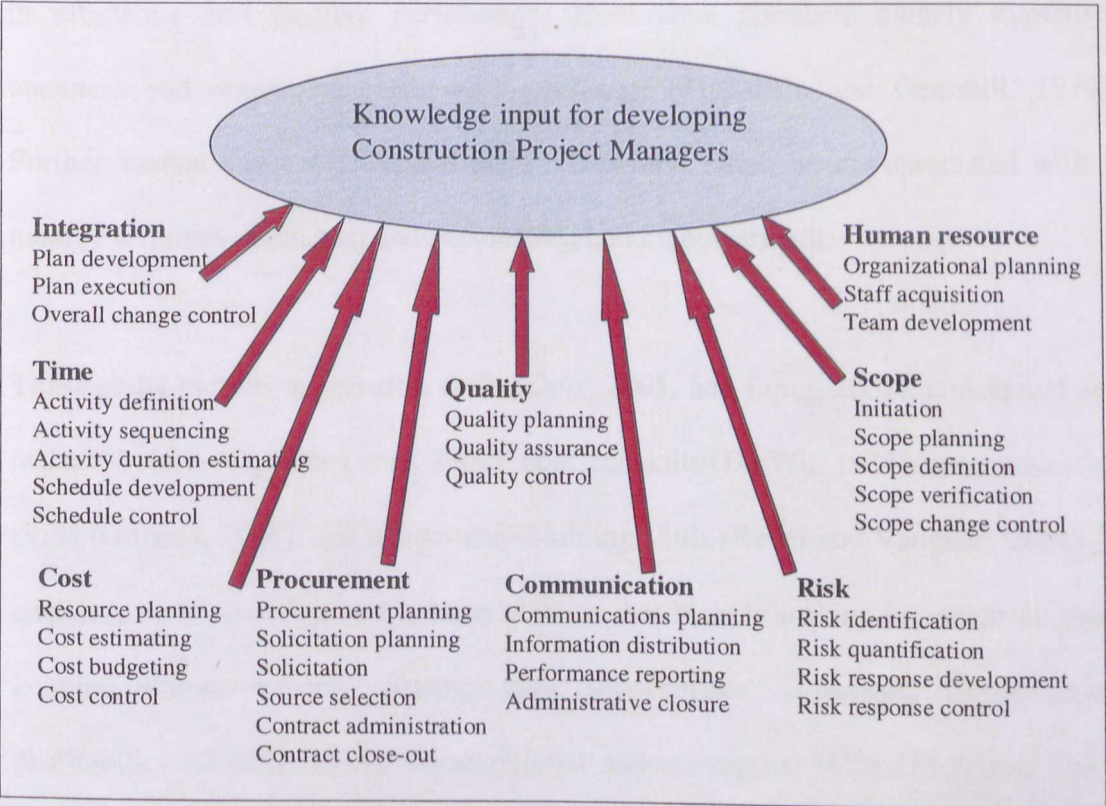 Knowledge input for developing
Construction Project Managers
Integration
Plan development
Plan execution
Overall change control
Time
Activity definition
Activity sequencing
Activity duration estimating
Schedule development
Schedule control
Cost
Resource planning
Cost estimating
Cost budgeting
Cost control
Procurement
Procurement planning
Solicitation planning
Solicitation
Source selection
Contract administration
Contract close-out
Quality
Quality planning
Quality assurance
Quality control
Communication
Communications planning
Information distribution
Performance reporting
Administrative closure
Risk
Risk identification
Risk quantification
Risk response development
Risk response control
Scope
Initiation
Scope planning
Scope definition
Scope verification
Scope change control
Human resource
Organizational planning
Staff acquisition
Team development